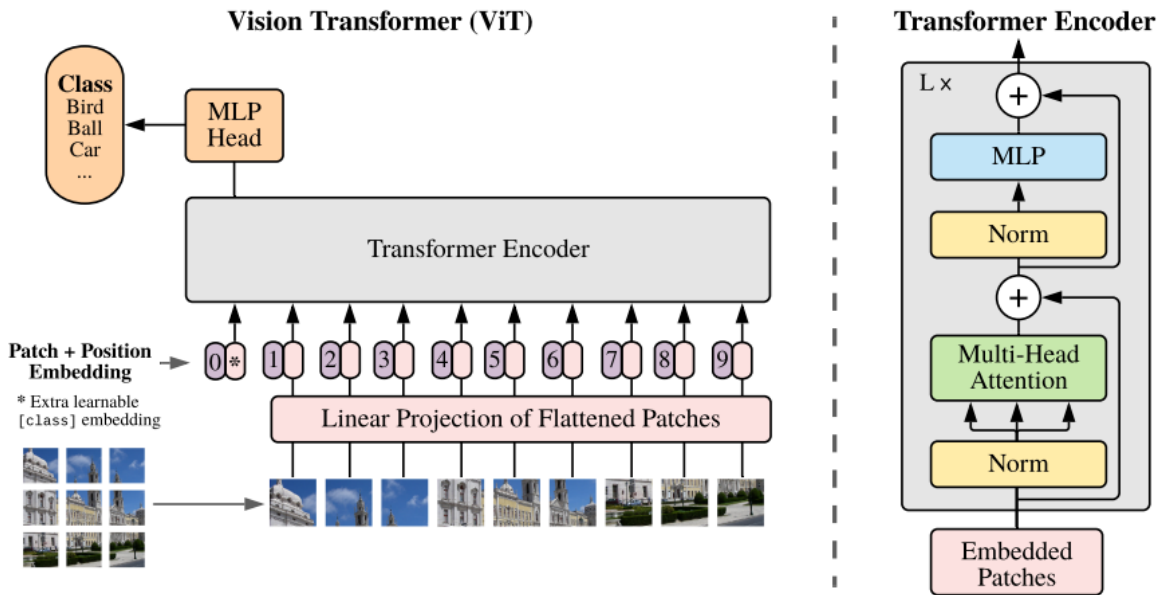 Vision Transformer (ViT)
Class
Bird
Ball
Car
...
MLP
Head
Transformer Encoder
Patch + Position
Embedding
0 * 1 2 3 4 5 6 7 8 9
* Extra learnable
[class] embedding
Linear Projection of Flattened Patches
Transformer Encoder
L ×
+
MLP
Norm
+
Multi-Head
Attention
Norm
Embedded
Patches